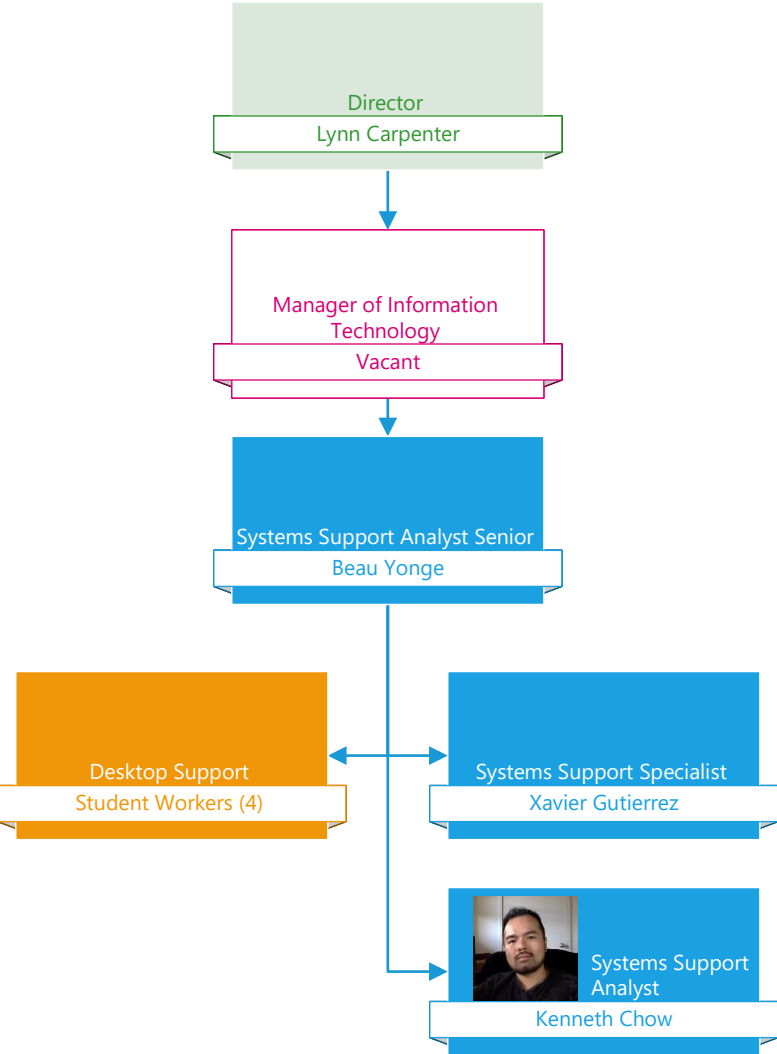 Director
Lynn Carpenter
Manager of Information
Technology
Vacant
Systems Support Analyst Senior
Beau Yonge
Desktop Support
Student Workers (4)
Systems Support Specialist
Xavier Gutierrez
Systems Support
Analyst
Kenneth Chow